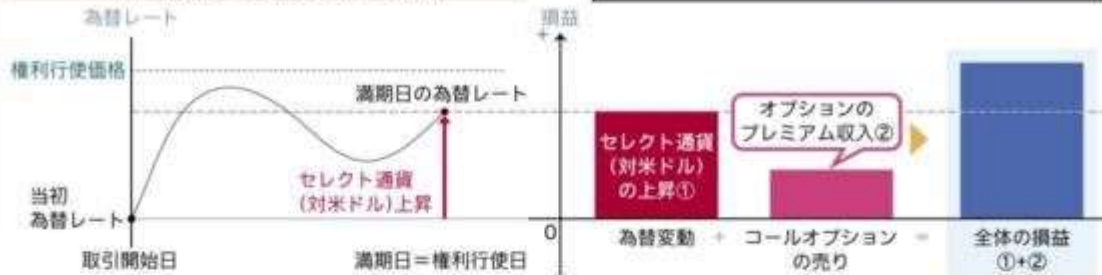 為替レート
権利行使価格
満期日の為替レート
セレクト通貨
(対米ドル)上昇
当初
為替レート
取引開始日
満期日=権利行使日
損益
+
セレクト通貨
(対米ドル)
の上昇①
オプションの
プレミアム収入②
0
為替変動 + コールオプション
の売り
=
全体の損益
①+②